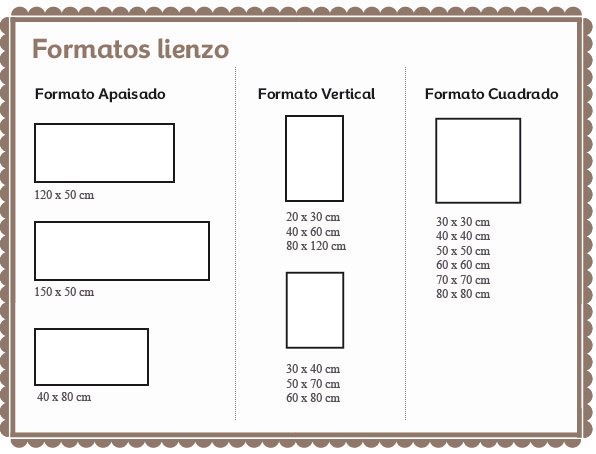 Formatos lienzo
Formato Apaisado
120 x 50 cm
150 x 50 cm
40 x 80 cm
Formato Vertical
20 x 30 cm
40 x 60 cm
80 x 120 cm
30 x 40 cm
50 x 70 cm
60 x 80 cm
Formato Cuadrado
30 x 30 cm
40 x 40 cm
50 x 50 cm
60 x 60 cm
70 x 70 cm
80 x 80 cm